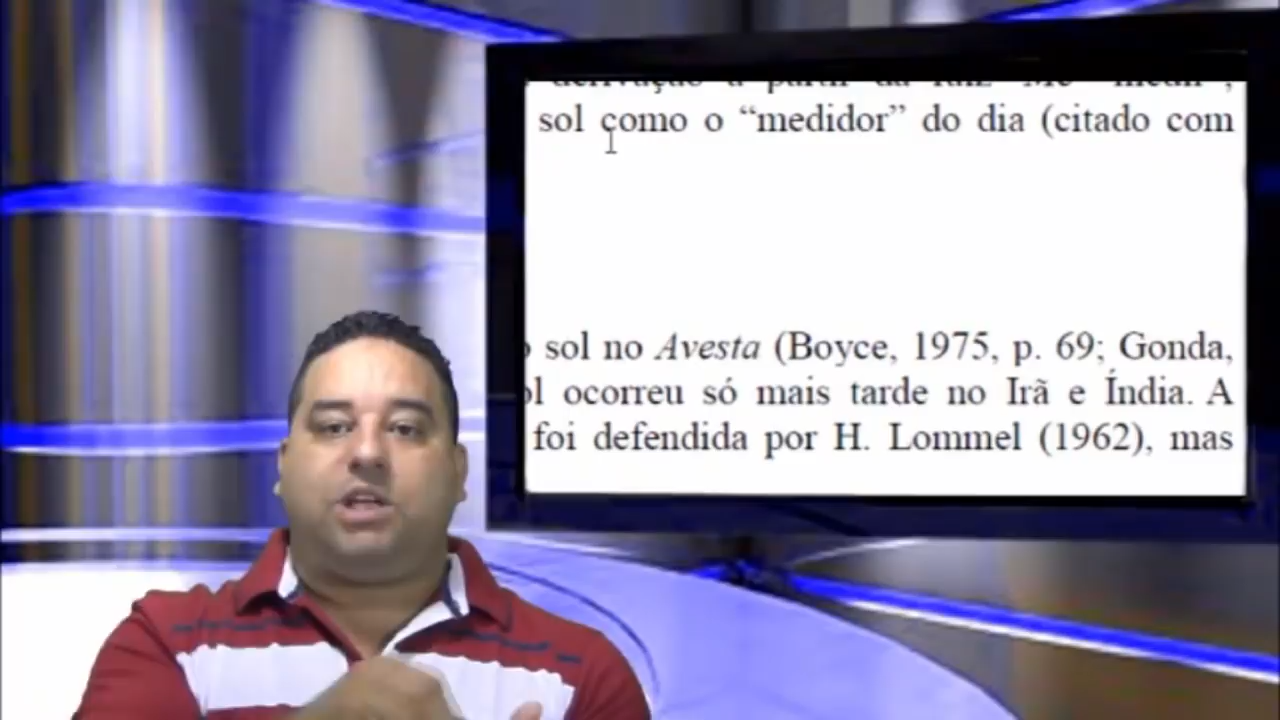 sol como o “medidor” do dia (citado com
sol no Avesta (Boyce, 1975, p. 69; Gonda,
ocorreu só mais tarde no Irã e Índia. A
foi defendida por H. Lommel (1962), mas